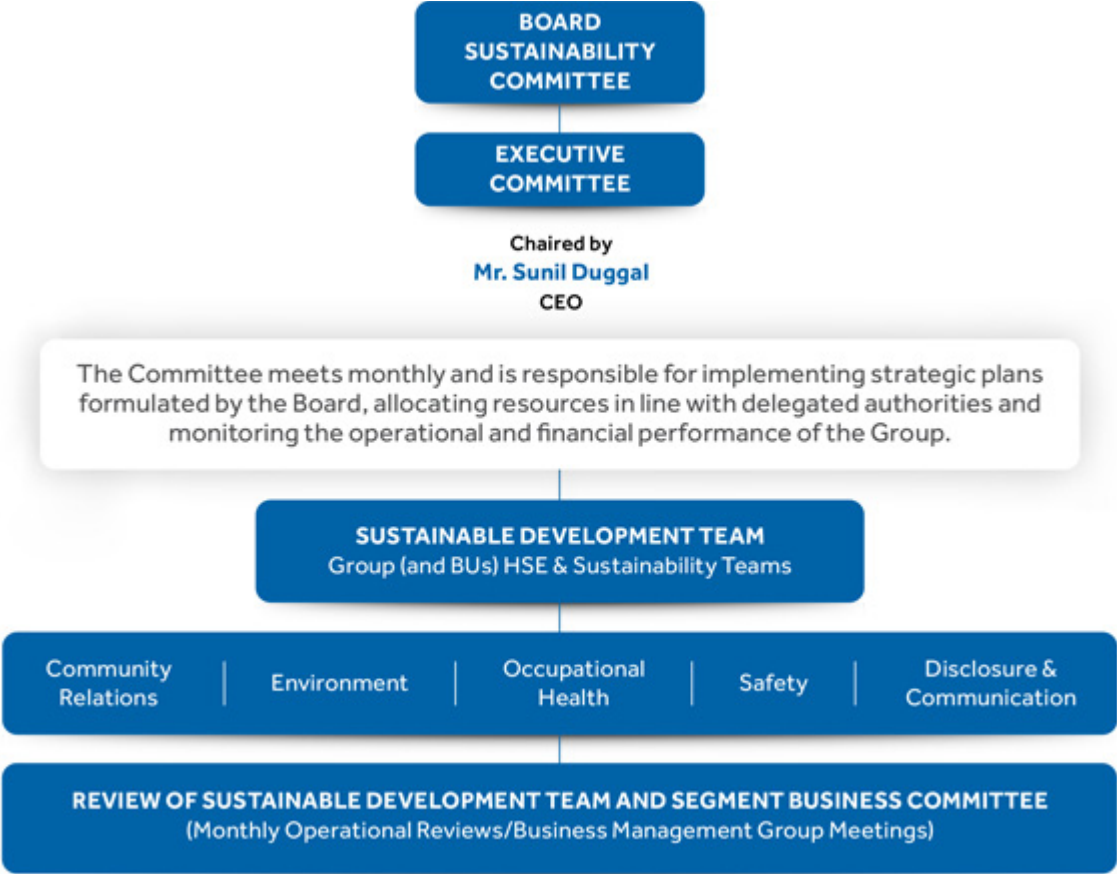 BOARD
SUSTAINABILITY
COMMITTEE
EXECUTIVE
COMMITTEE
Chaired by
Mr. Sunil Duggal
CEO
The Committee meets monthly and is responsible for implementing strategic plans
formulated by the Board, allocating resources in line with delegated authorities and
monitoring the operational and financial performance of the Group.
SUSTAINABLE DEVELOPMENT TEAM
Group (and BUs) HSE & Sustainability Teams
Community
Relations
Environment
Occupational
Health
Safety
Disclosure &
Communication
REVIEW OF SUSTAINABLE DEVELOPMENT TEAM AND SEGMENT BUSINESS COMMITTEE
(Monthly Operational Reviews/Business Management Group Meetings)